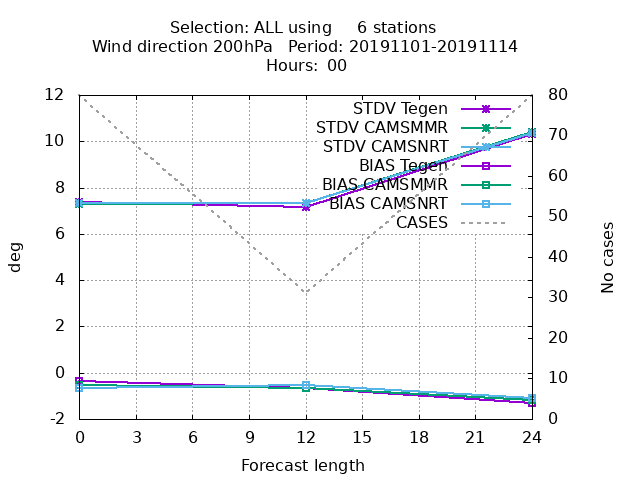 Selection: ALL using     6 stations
Wind direction 200hPa   Period: 20191101-20191114
Hours: 00
12 80
STDV Tegen
STDV CAMSMMR
10 70
STDV CAMSNRT
BIAS Tegen
8 60
BIAS CAMSMMR
BIAS CAMSNRT
CASES
6 50
4 40
deg
No cases
30
2 20
0 10
-2 0
0 3 6 9 12 15 18 21 24
Forecast length